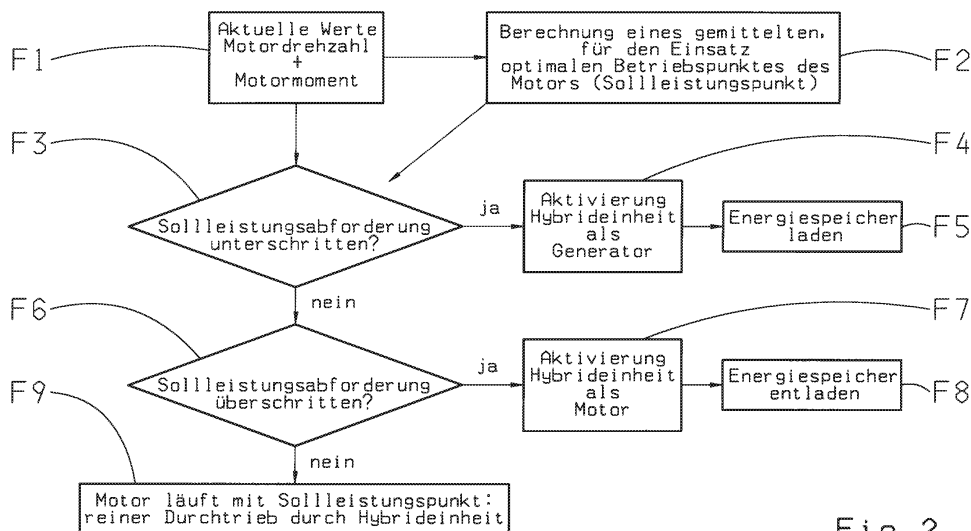 F1
Aktuelle Werte
Motordrehzahl
+
Motormoment
Berechnung eines gemittelten,
für den Einsatz
optimalen Betriebspunktes des
Motors (Sollleistungspunkt)
F2
F3
Sollleistungsabforderung
unterschritten?
ja
Aktivierung
Hybrideinheit
als
Generator
F4
Energiespeicher
laden
F5
nein
F6
Sollleistungsabforderung
überschritten?
ja
Aktivierung
Hybrideinheit
als
Motor
F7
Energiespeicher
entladen
F8
nein
F9
Motor läuft mit Sollleistungspunkt:
reiner Durchtrieb durch Hybrideinheit
Fig.2